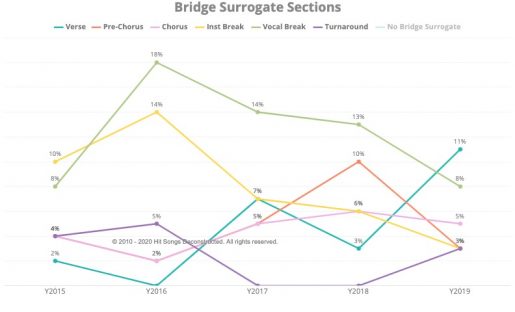 Bridge Surrogate Sections
Verse Pre-Chorus Chorus Inst Break Vocal Break Turnaround No Bridge Surrogate
18%
14% 14%
13%
11%
10% 10%
8% 8%
7%
6%
5% 5% 5%
4%
3% 3%
2% 2%
© 2010 - 2020 Hit Songs Deconstructed. All rights reserved.
Y2015 Y2016 Y2017 Y2018 Y2019